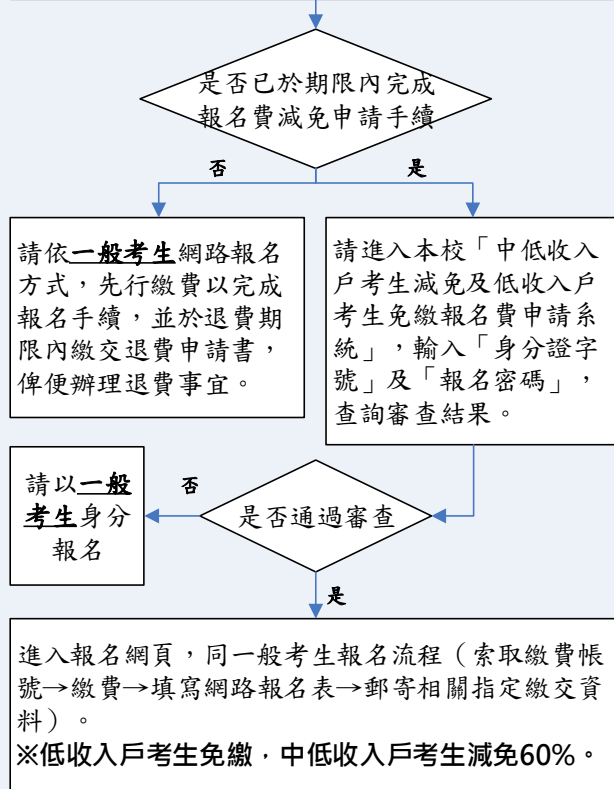 是否已於期限內完成
報名費減免申請手續
否
是
請依一般考生網路報名
方式，先行繳費以完成
報名手續，並於退費期
限內繳交退費申請書，
俾便辦理退費事宜。
請進入本校「中低收入
戶考生減免及低收入戶
考生免繳報名費申請系
統」，輸入「身分證字
號」及「報名密碼」，
查詢審查結果。
是否通過審查
否
請以一般
考生身分
報名
是
進入報名網頁，同一般考生報名流程（索取繳費帳
號→繳費→填寫網路報名表→郵寄相關指定繳交資
料）。
※低收入戶考生免繳，中低收入戶考生減免60%。